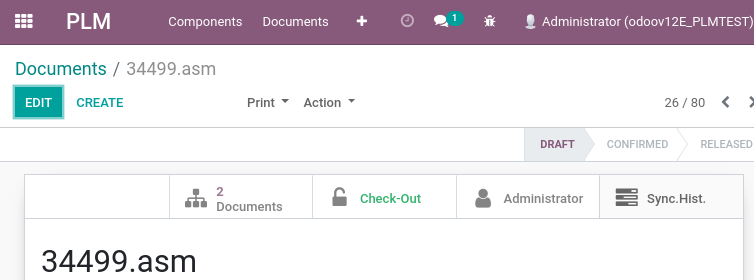 PLM Components Documents + 1 Administrator (odoov12E_PLMTEST)
Documents / 34499.asm
EDIT CREATE Print Action 26 / 80
DRAFT CONFIRMED RELEASED
2 Documents Check-Out Administrator Sync.Hist.
34499.asm